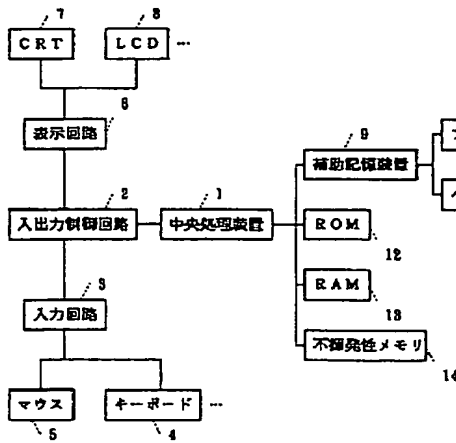 7
8
CRT
LCD
…
6
表示回路
9
補助記憶装置
2
1
入出力制御回路
中央処理装置
ROM
12
3
入力回路
RAM
13
不揮発性メモリ
14
マウス
キーボード
…
5
4